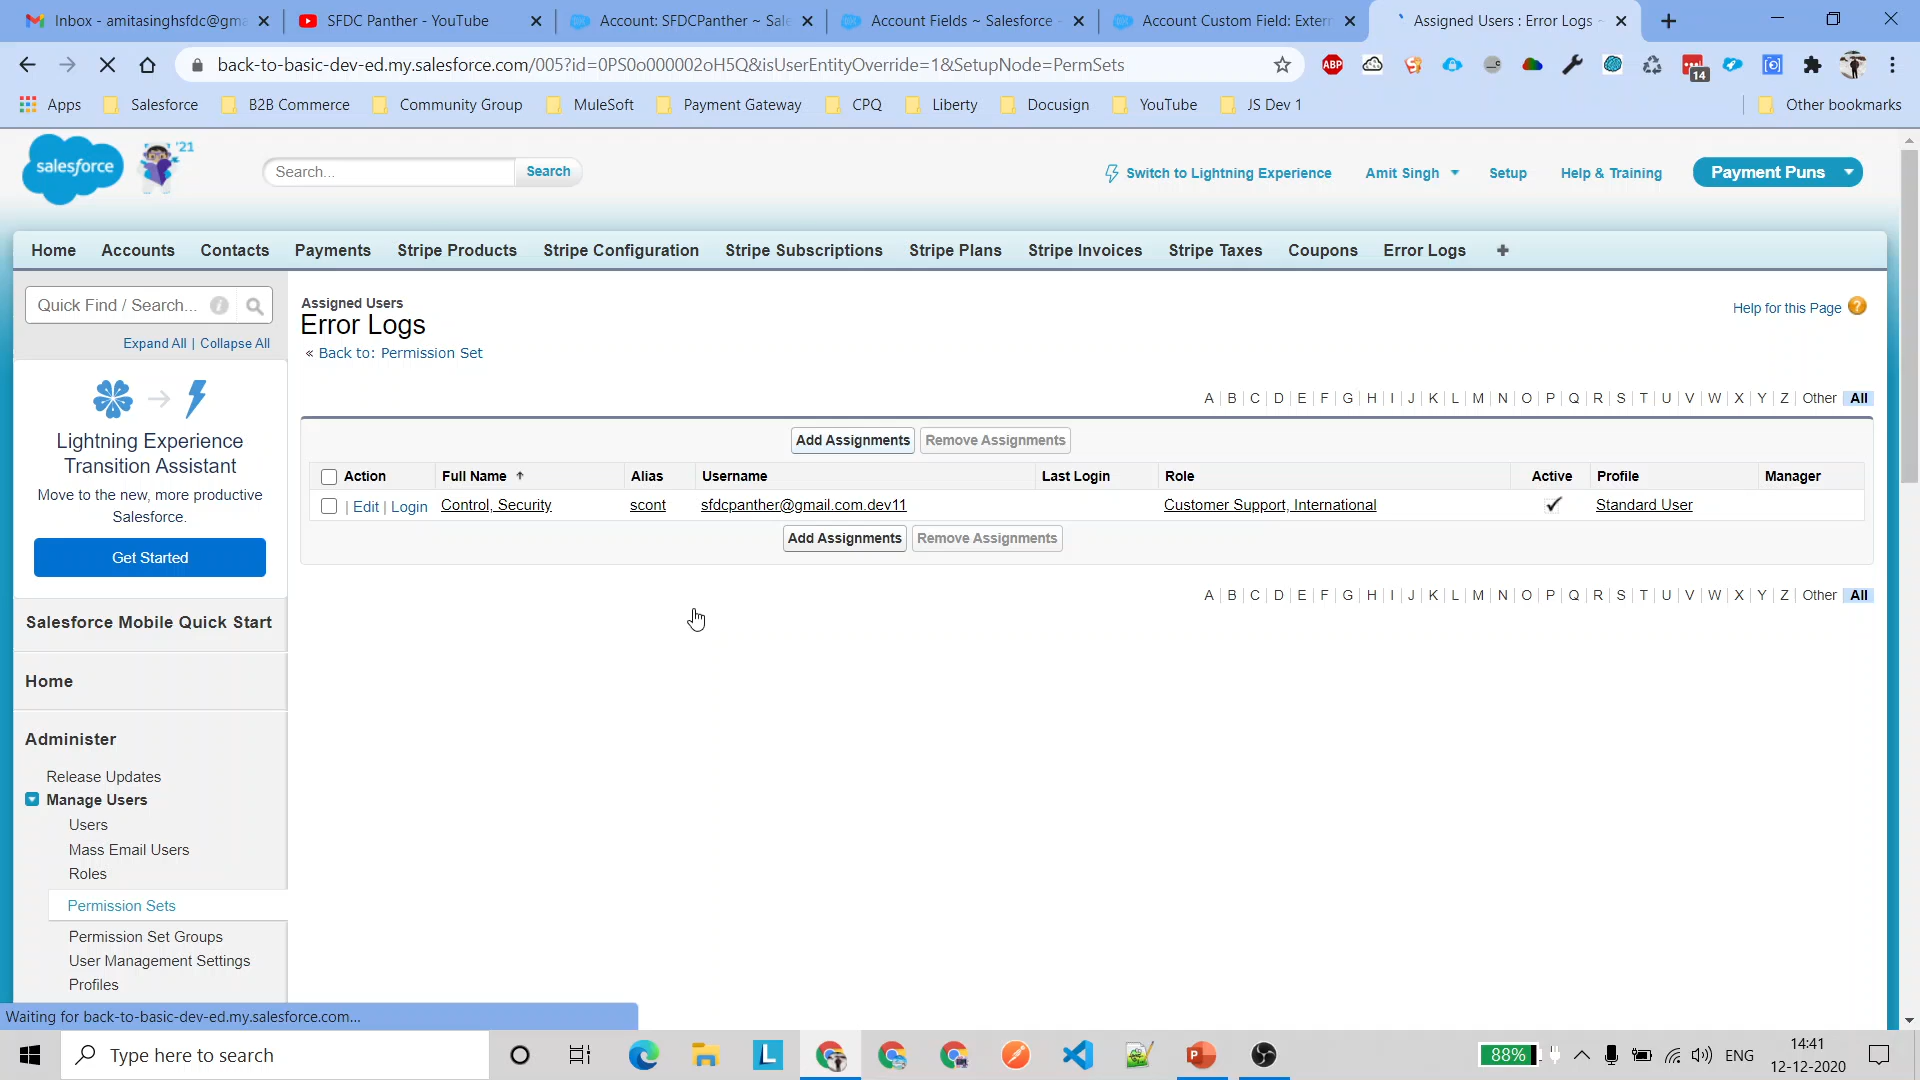 Inbox - amitasinghsfdc@gma
SFDC Panther - YouTube
Account: SFDCPanther ~ Sale
Account Fields ~ Salesforce -
Account Custom Field: Extern
Assigned Users : Error Logs ~
back-to-basic-dev-ed.my.salesforce.com/005?id=0PS0o000002oH5Q&isUserEntityOverride=1&SetupNode=PermSets
ABP
14
Apps
Salesforce
B2B Commerce
Community Group
MuleSoft
Payment Gateway
CPQ
Liberty
Docusign
YouTube
JS Dev 1
Other bookmarks
salesforce
'21
Search...
Search
Switch to Lightning Experience
Amit Singh
Setup
Help & Training
Payment Puns
Home
Accounts
Contacts
Payments
Stripe Products
Stripe Configuration
Stripe Subscriptions
Stripe Plans
Stripe Invoices
Stripe Taxes
Coupons
Error Logs
+
Quick Find / Search...
i
Expand All | Collapse All
Lightning Experience
Transition Assistant
Move to the new, more productive
Salesforce.
Get Started
Salesforce Mobile Quick Start
Home
Administer
Release Updates
Manage Users
Users
Mass Email Users
Roles
Permission Sets
Permission Set Groups
User Management Settings
Profiles
Assigned Users
Error Logs
« Back to: Permission Set
Help for this Page ?
A | B | C | D | E | F | G | H | I | J | K | L | M | N | O | P | Q | R | S | T | U | V | W | X | Y | Z | Other | All
Add Assignments
Remove Assignments
Action
Full Name ↑
Alias
Username
Last Login
Role
Active
Profile
Manager
| Edit | Login
Control, Security
scont
sfdcpanther@gmail.com.dev11
Customer Support, International
Standard User
Add Assignments
Remove Assignments
A | B | C | D | E | F | G | H | I | J | K | L | M | N | O | P | Q | R | S | T | U | V | W | X | Y | Z | Other | All
Waiting for back-to-basic-dev-ed.my.salesforce.com...
Type here to search
L
88%
ENG
14:41
12-12-2020